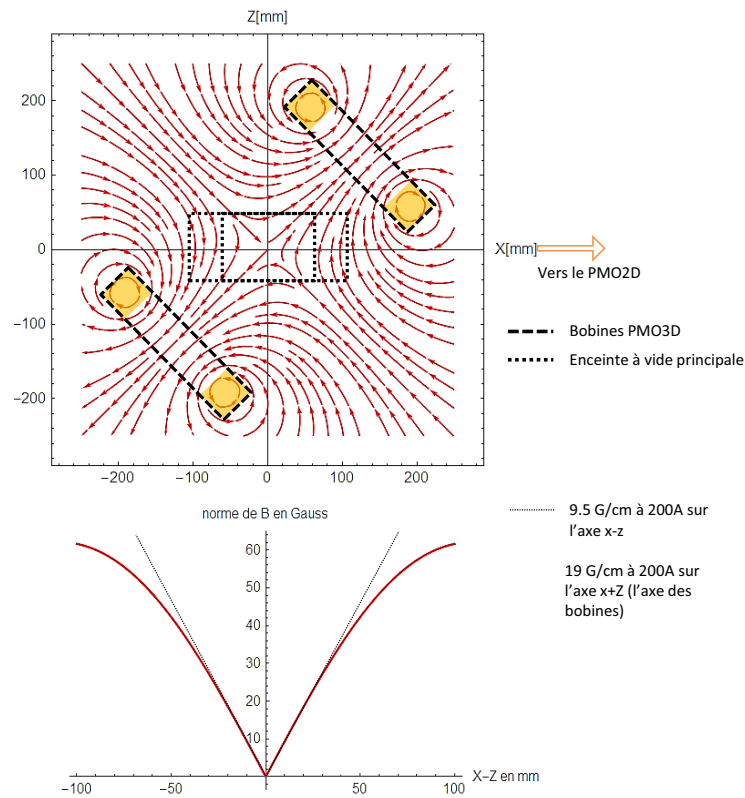 Z[mm]
200
100
0
−100
−200
−200
−100
0
100
200
X[mm]
Vers le PMO2D
Bobines PMO3D
Enceinte à vide principale
norme de B en Gauss
60
50
40
30
20
10
−100
−50
0
50
100
X−Z en mm
9.5 G/cm à 200A sur
l’axe x-z
19 G/cm à 200A sur
l’axe x+Z (l’axe des
bobines)